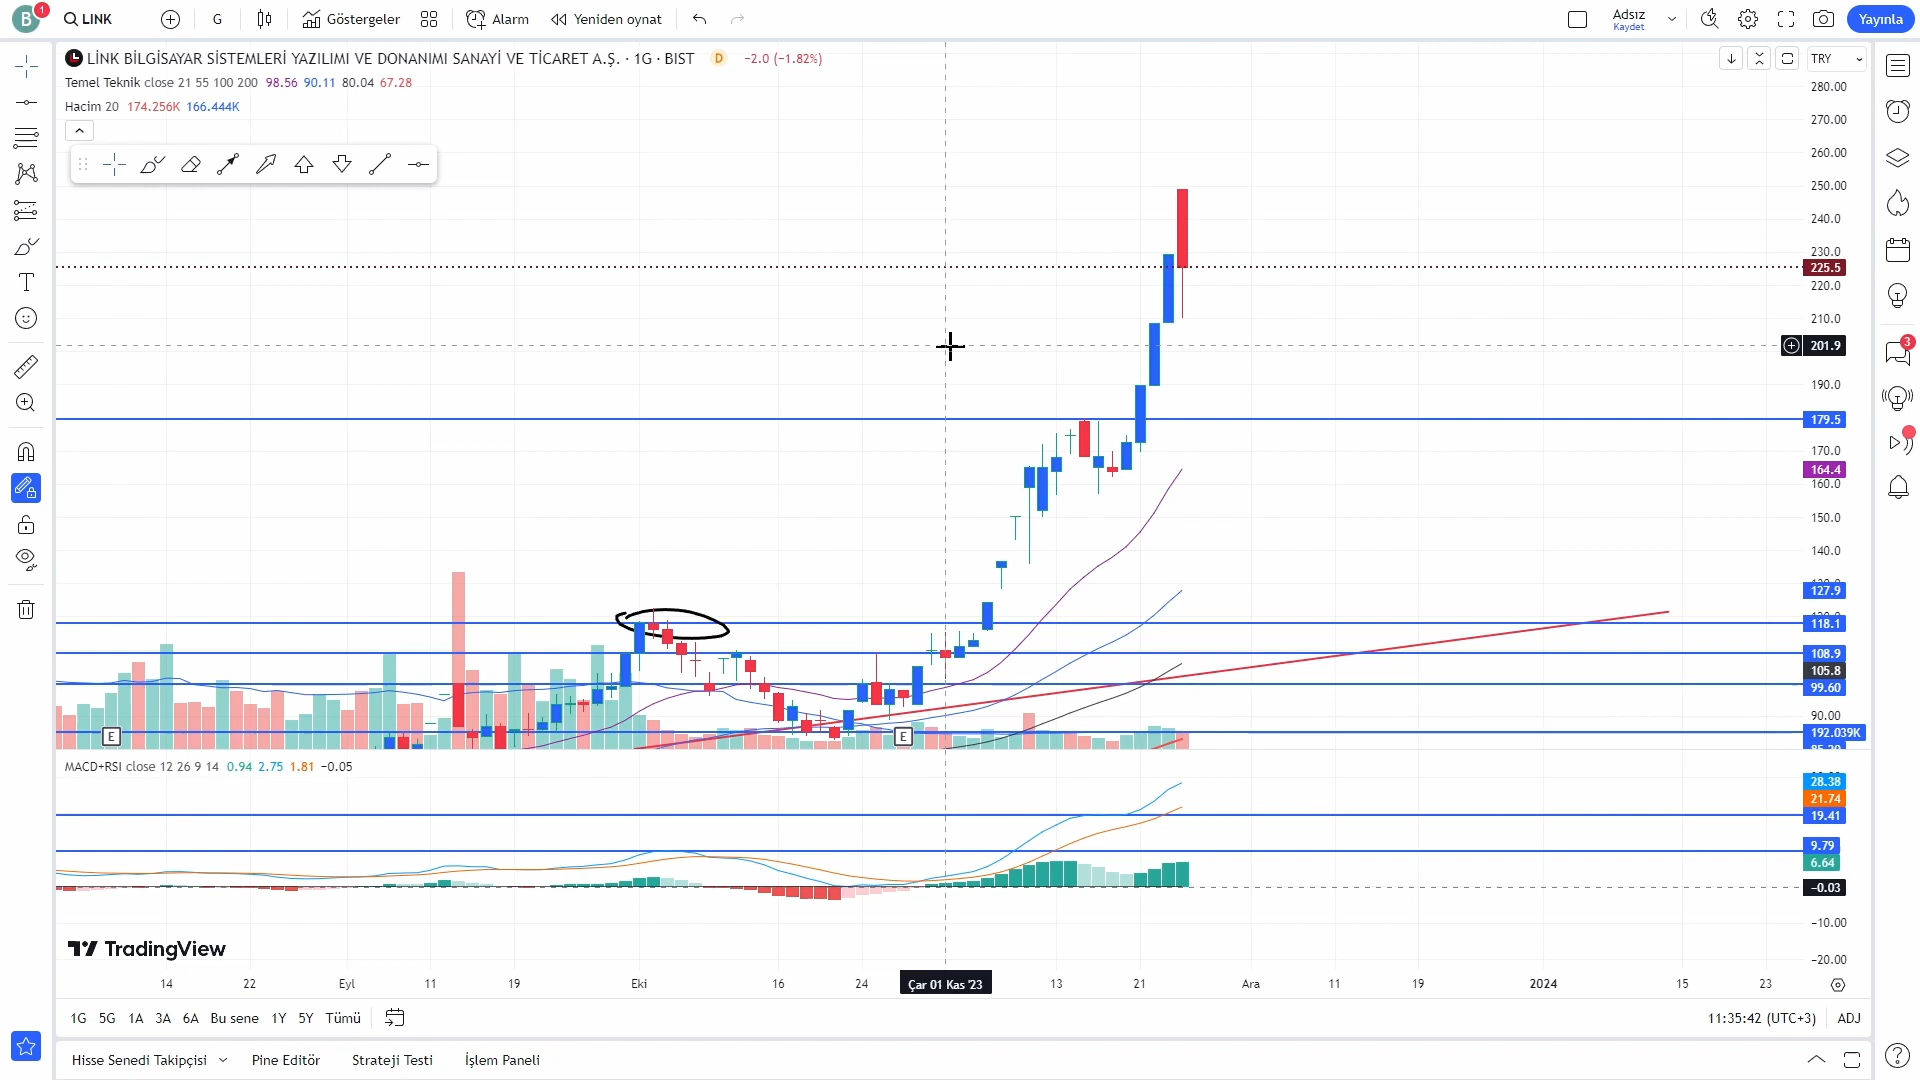 B 1 LINK G Göstergeler Alarm Yeniden oynat Adsız Kaydet Yayınla
LİNK BİLGİSAYAR SİSTEMLERİ YAZILIMI VE DONANIMI SANAYİ VE TİCARET A.Ş. · 1G · BIST D −2.0 (−1.82%) TRY
Temel Teknik close 21 55 100 200 98.56 90.11 80.04 67.28
Hacim 20 174.256K 166.444K
280.00
270.00
260.00
250.00
240.0
230.0
225.5
220.0
210.0
201.9
190.0
179.5
170.0
164.4
160.0
150.0
140.0
127.9
118.1
108.9
105.8
99.60
90.00
192.039K
E E
3
MACD+RSI close 12 26 9 14 0.94 2.75 1.81 −0.05
28.38
21.74
19.41
9.79
6.64
−0.03
−10.00
−20.00
TradingView
14 22 Eyl 11 19 Eki 16 24 Çar 01 Kas '23 13 21 Ara 11 19 2024 15 23
1G 5G 1A 3A 6A Bu sene 1Y 5Y Tümü 11:35:42 (UTC+3) ADJ
Hisse Senedi Takipçisi Pine Editör Strateji Testi İşlem Paneli